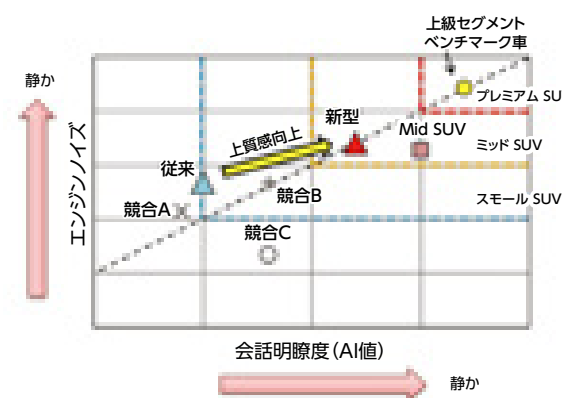 上級セグメント
ベンチマーク車
静か
プレミアム SU
新型
Mid SUV
上質感向上
ミッド SUV
従来
競合B
スモール SUV
競合A
競合C
エンジンノイズ
会話明瞭度（AI値）
静か